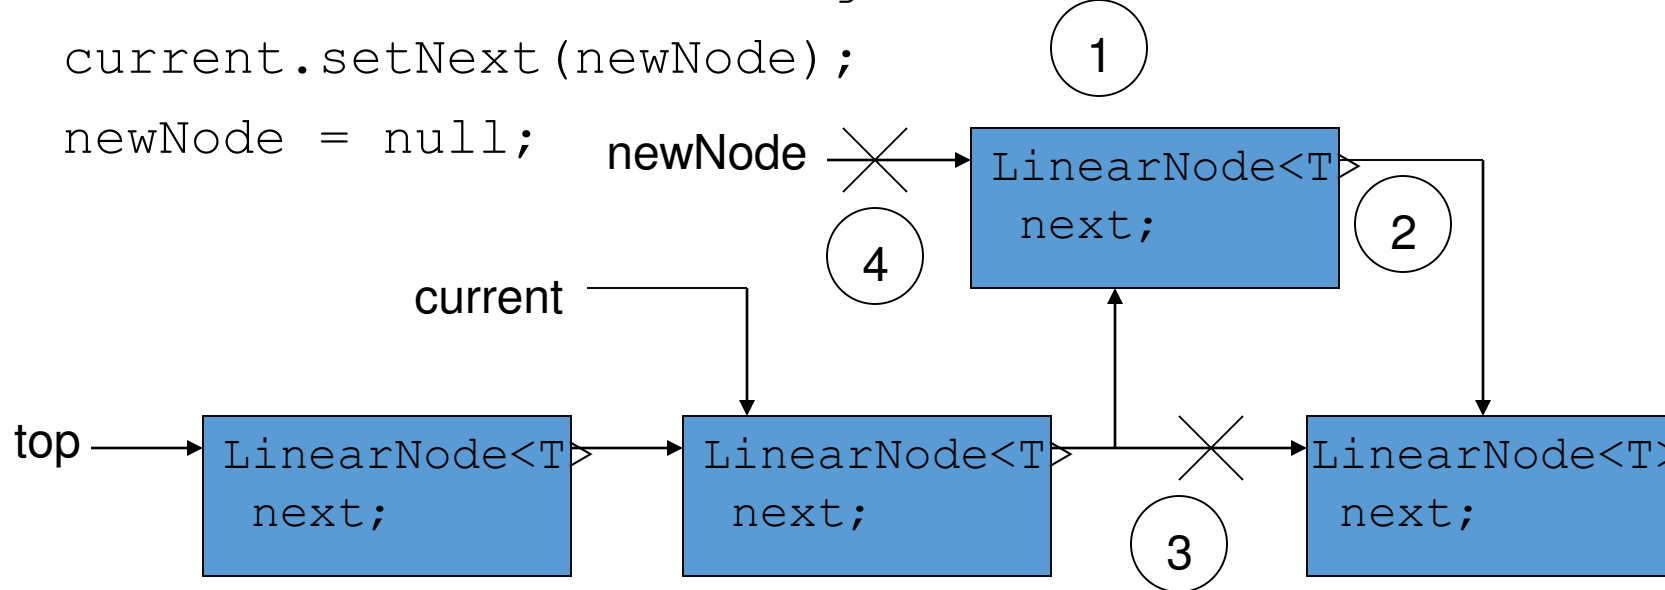 current.setNext(newNode);
newNode = null;
1
newNode
LinearNode<T>
next;
2
4
current
top
LinearNode<T>
next;
LinearNode<T>
next;
LinearNode<T>
next;
3